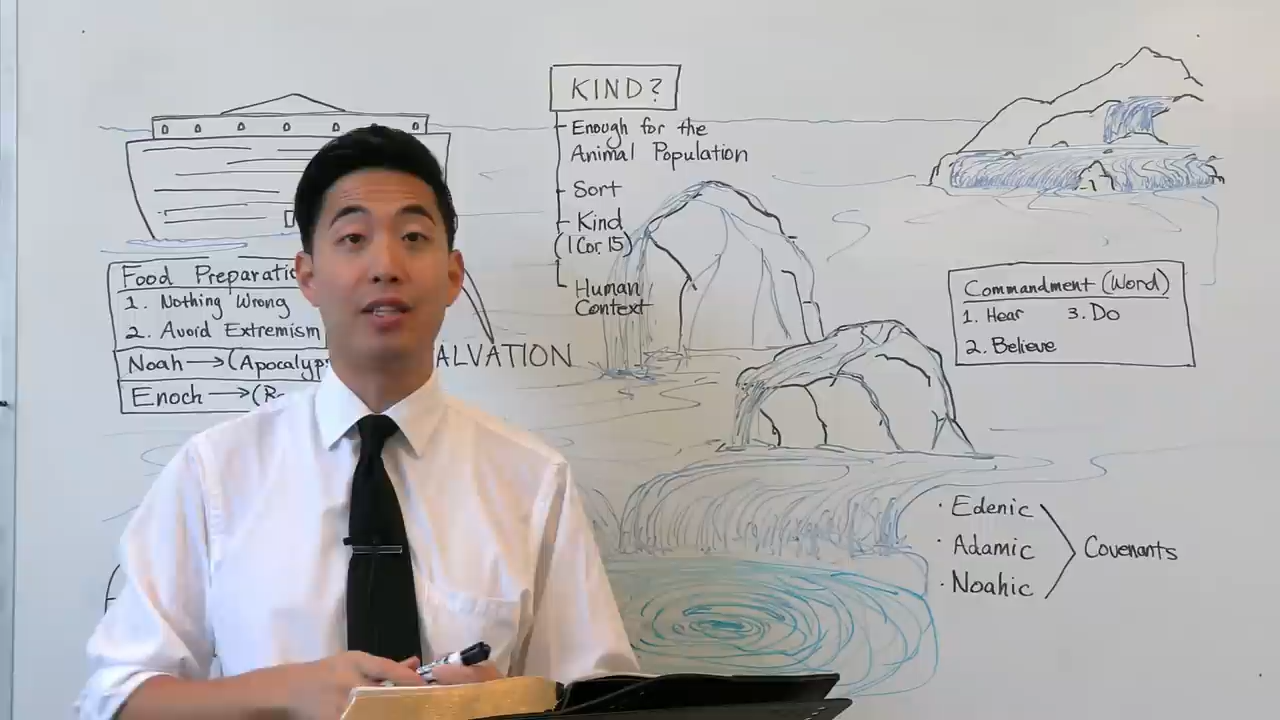 KIND?
Enough for the
Animal Population
Sort
Kind
(1 Cor. 15)
Human
Context
Food Preparatio
1. Nothing Wrong
2. Avoid Extremism
Noah → (Apocalyp
Enoch → (R
ALVATION
Commandment (Word)
1. Hear 3. Do
2. Believe
· Edenic
· Adamic
· Noahic
Covenants